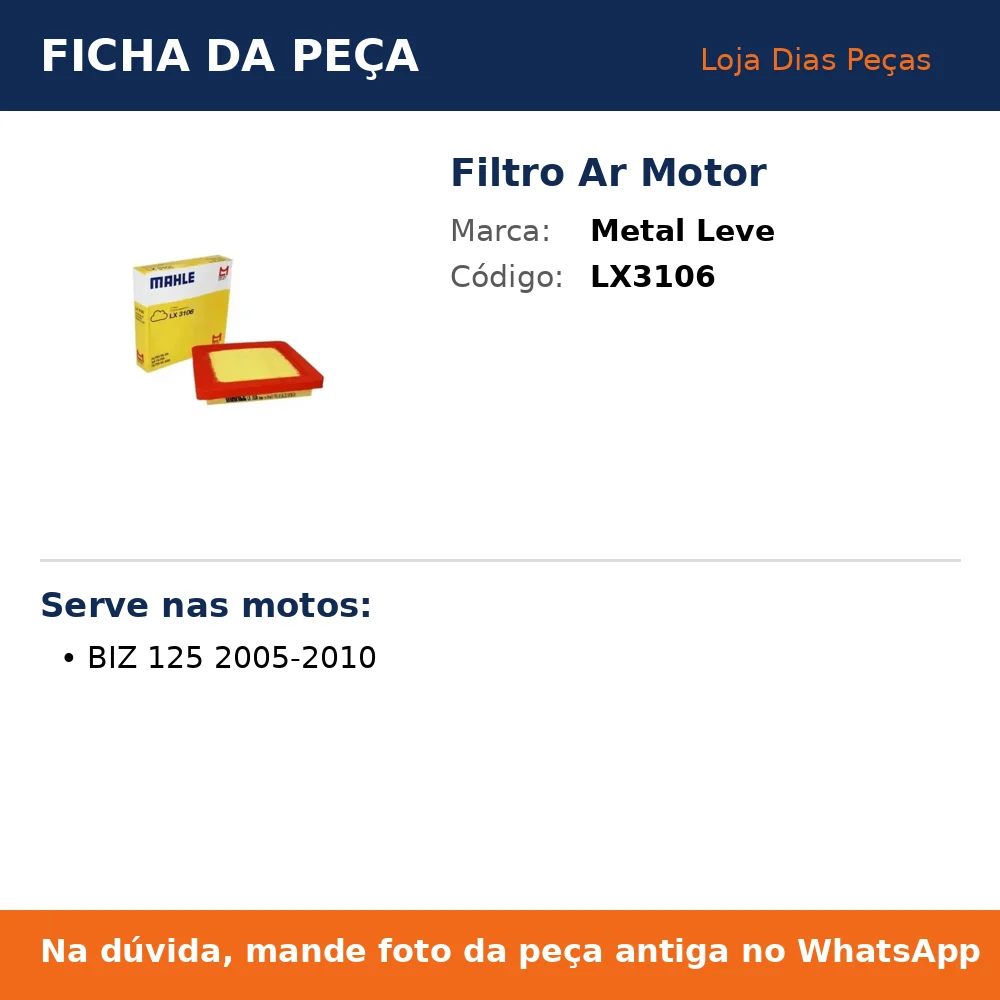 FICHA DA PEÇA
Loja Dias Peças
Filtro Ar Motor
Marca: Metal Leve
Código: LX3106
MAHLE
LX 3106
Serve nas motos:
• BIZ 125 2005-2010
Na dúvida, mande foto da peça antiga no WhatsApp